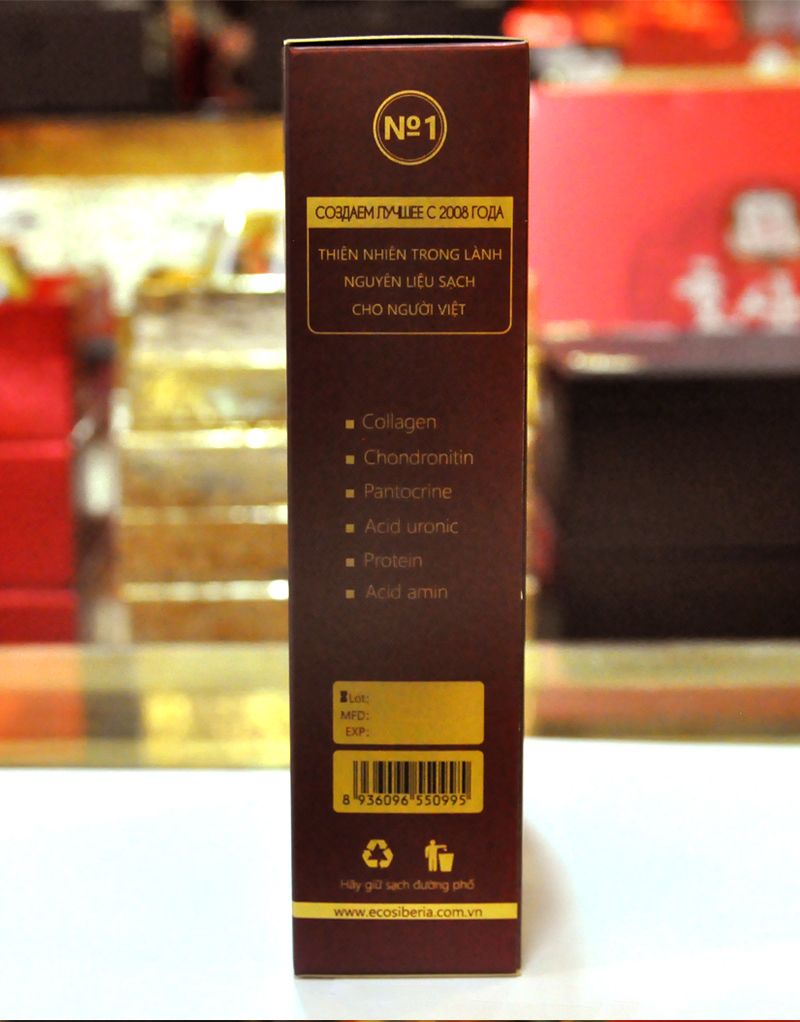 Nº1
СОЗДАЕМ ЛУЧШЕЕ С 2008 ГОДА
THIÊN NHIÊN TRONG LÀNH
NGUYÊN LIỆU SẠCH
CHO NGƯỜI VIỆT
Collagen
Chondronitin
Pantocrine
Acid uronic
Protein
Acid amin
Lot:
MFD:
EXP:
8 936096 550995
Hãy giữ sạch đường phố
www.ecosiberia.com.vn